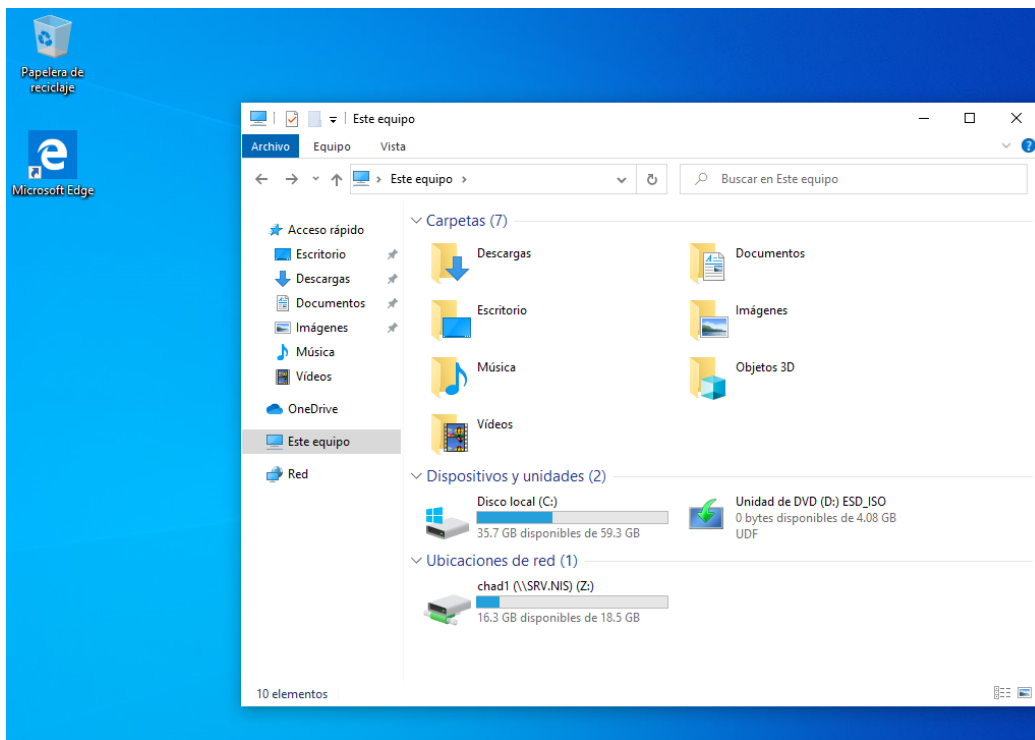 Papelera de
reciclaje
Microsoft Edge
Este equipo
Archivo Equipo Vista
Este equipo
Buscar en Este equipo
Acceso rápido
Escritorio
Descargas
Documentos
Imágenes
Música
Vídeos
OneDrive
Este equipo
Red
Carpetas (7)
Descargas
Documentos
Escritorio
Imágenes
Música
Objetos 3D
Vídeos
Dispositivos y unidades (2)
Disco local (C:)
35.7 GB disponibles de 59.3 GB
Unidad de DVD (D:) ESD_ISO
0 bytes disponibles de 4.08 GB
UDF
Ubicaciones de red (1)
chad1 (\\SRV.NIS) (Z:)
16.3 GB disponibles de 18.5 GB
10 elementos